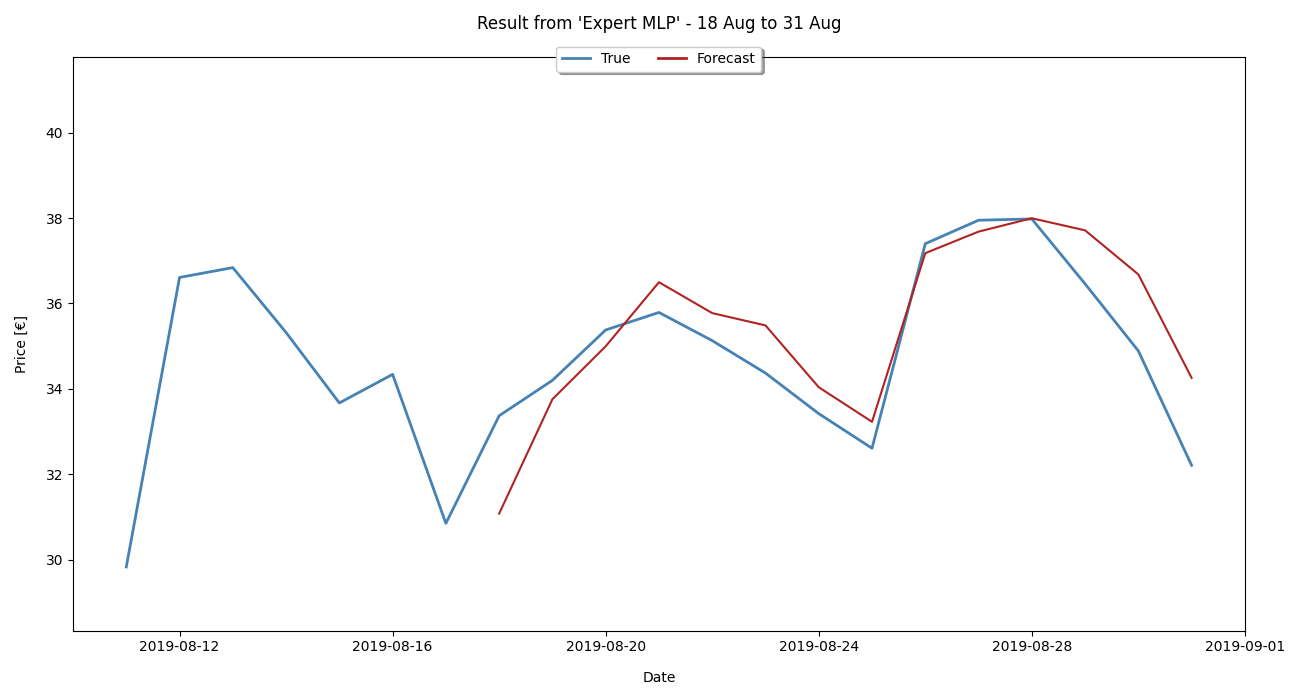 Result from 'Expert MLP' - 18 Aug to 31 Aug
True Forecast
40
38
36
34
32
30
Price [€]
2019-08-12 2019-08-16 2019-08-20 2019-08-24 2019-08-28 2019-09-01
Date